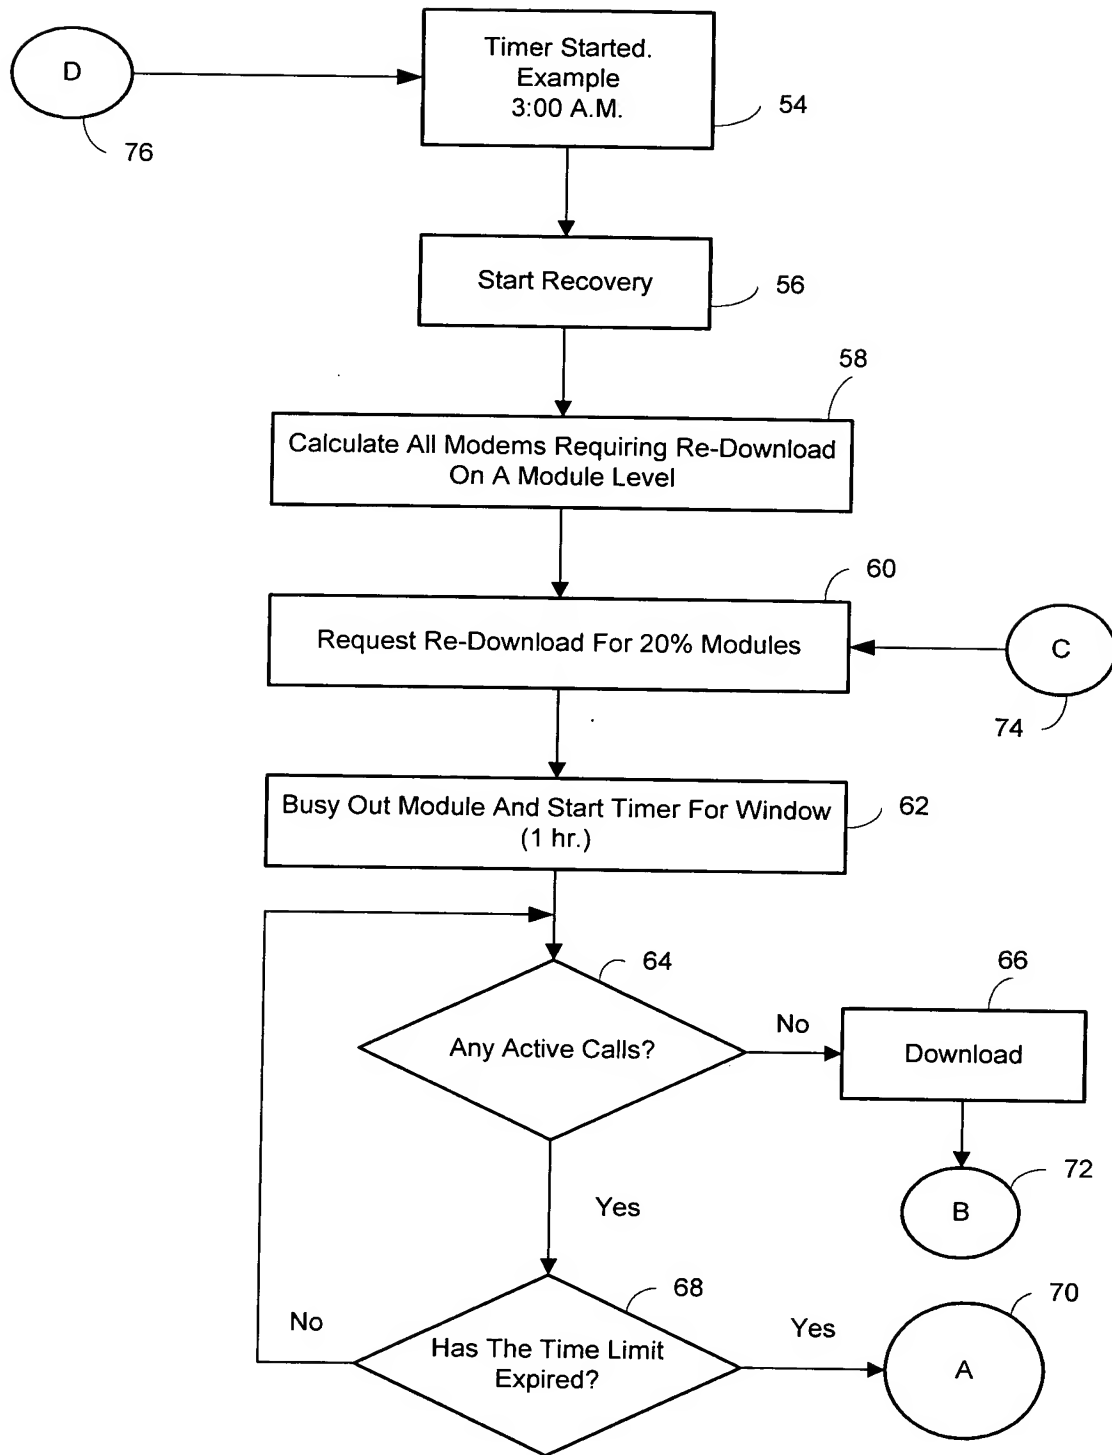 D
76
Timer Started.
Example
3:00 A.M.
54
Start Recovery
56
58
Calculate All Modems Requiring Re-Download
On A Module Level
60
Request Re-Download For 20% Modules
C
74
Busy Out Module And Start Timer For Window
(1 hr.)
62
64
Any Active Calls?
No
66
Download
72
B
Yes
68
No
Has The Time Limit
Expired?
Yes
70
A